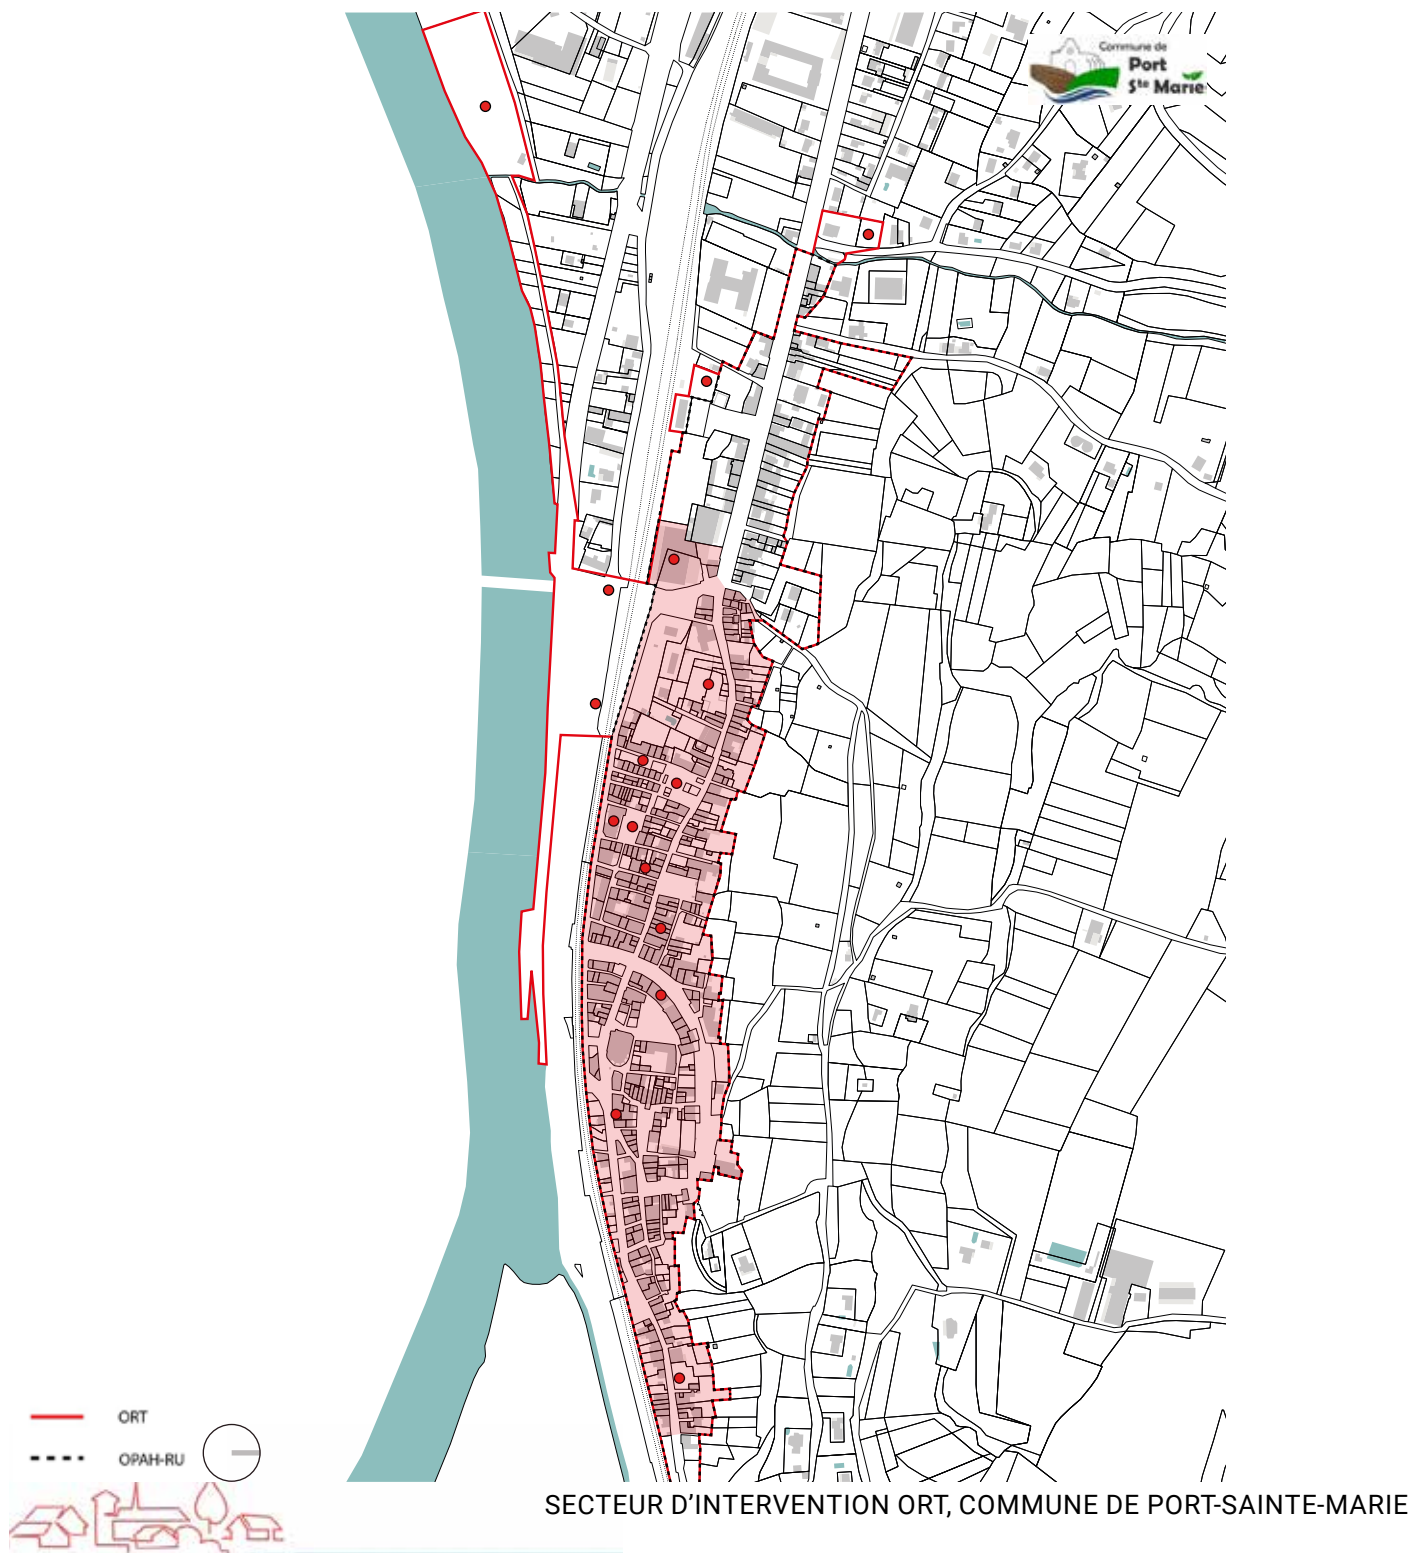 Commune de
Port
Ste Marie
ORT
OPAH-RU
SECTEUR D'INTERVENTION ORT, COMMUNE DE PORT-SAINTE-MARIE